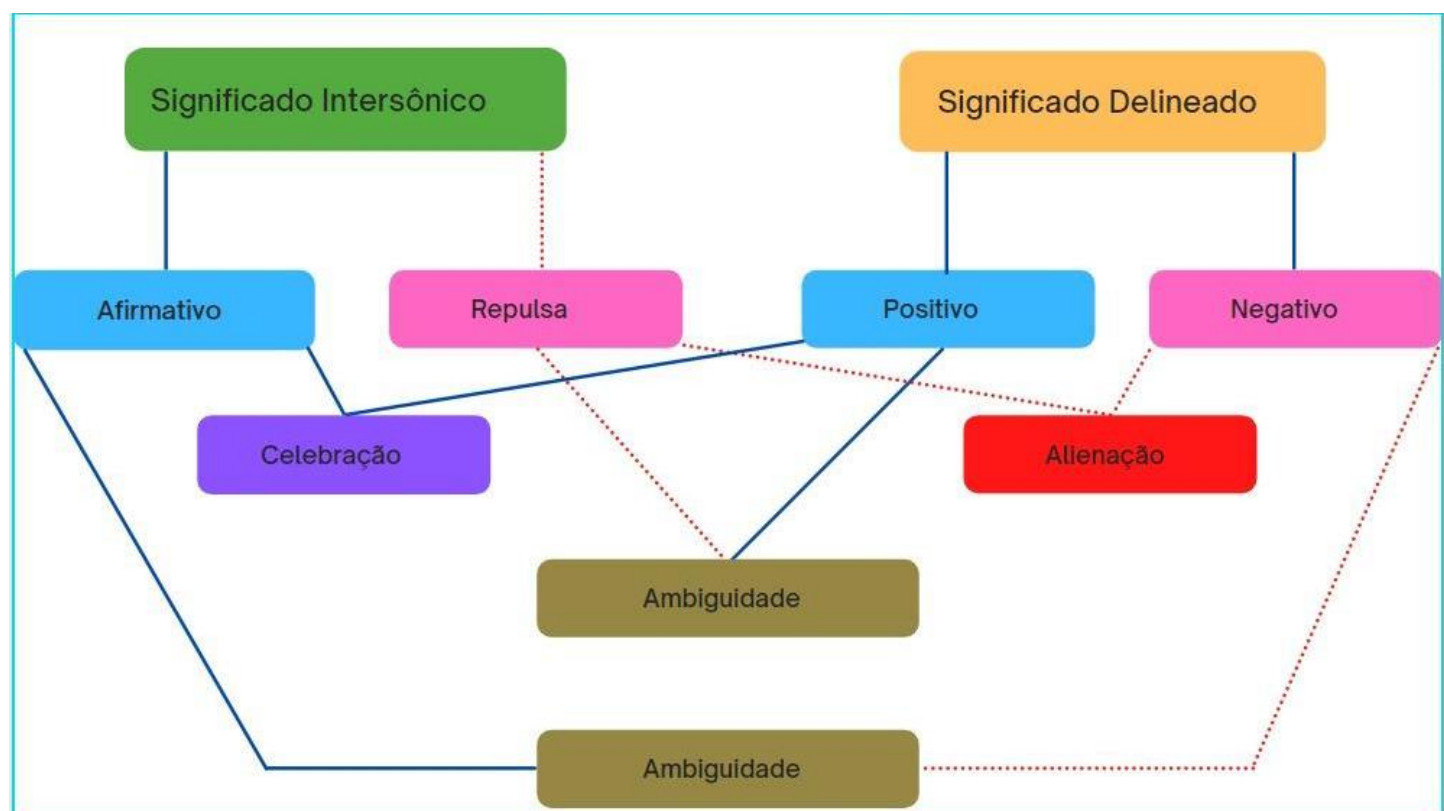 Significado Intersônico
Significado Delineado
Afirmativo
Repulsa
Positivo
Negativo
Celebração
Alienação
Ambiguidade
Ambiguidade